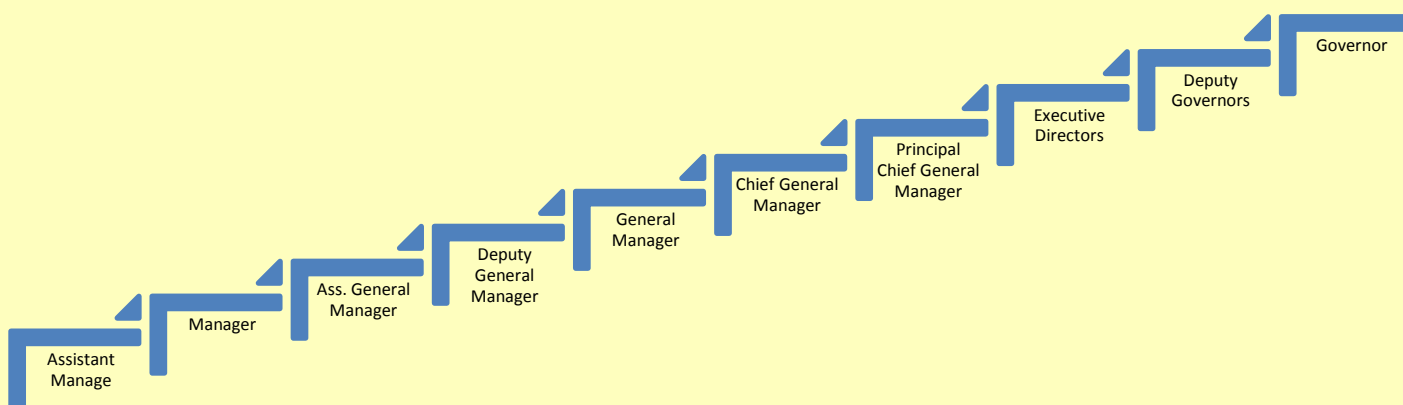 Assistant
Manage
Manager
Ass. General
Manager
Deputy
General
Manager
General
Manager
Chief General
Manager
Principal
Chief General
Manager
Executive
Directors
Deputy
Governors
Governor